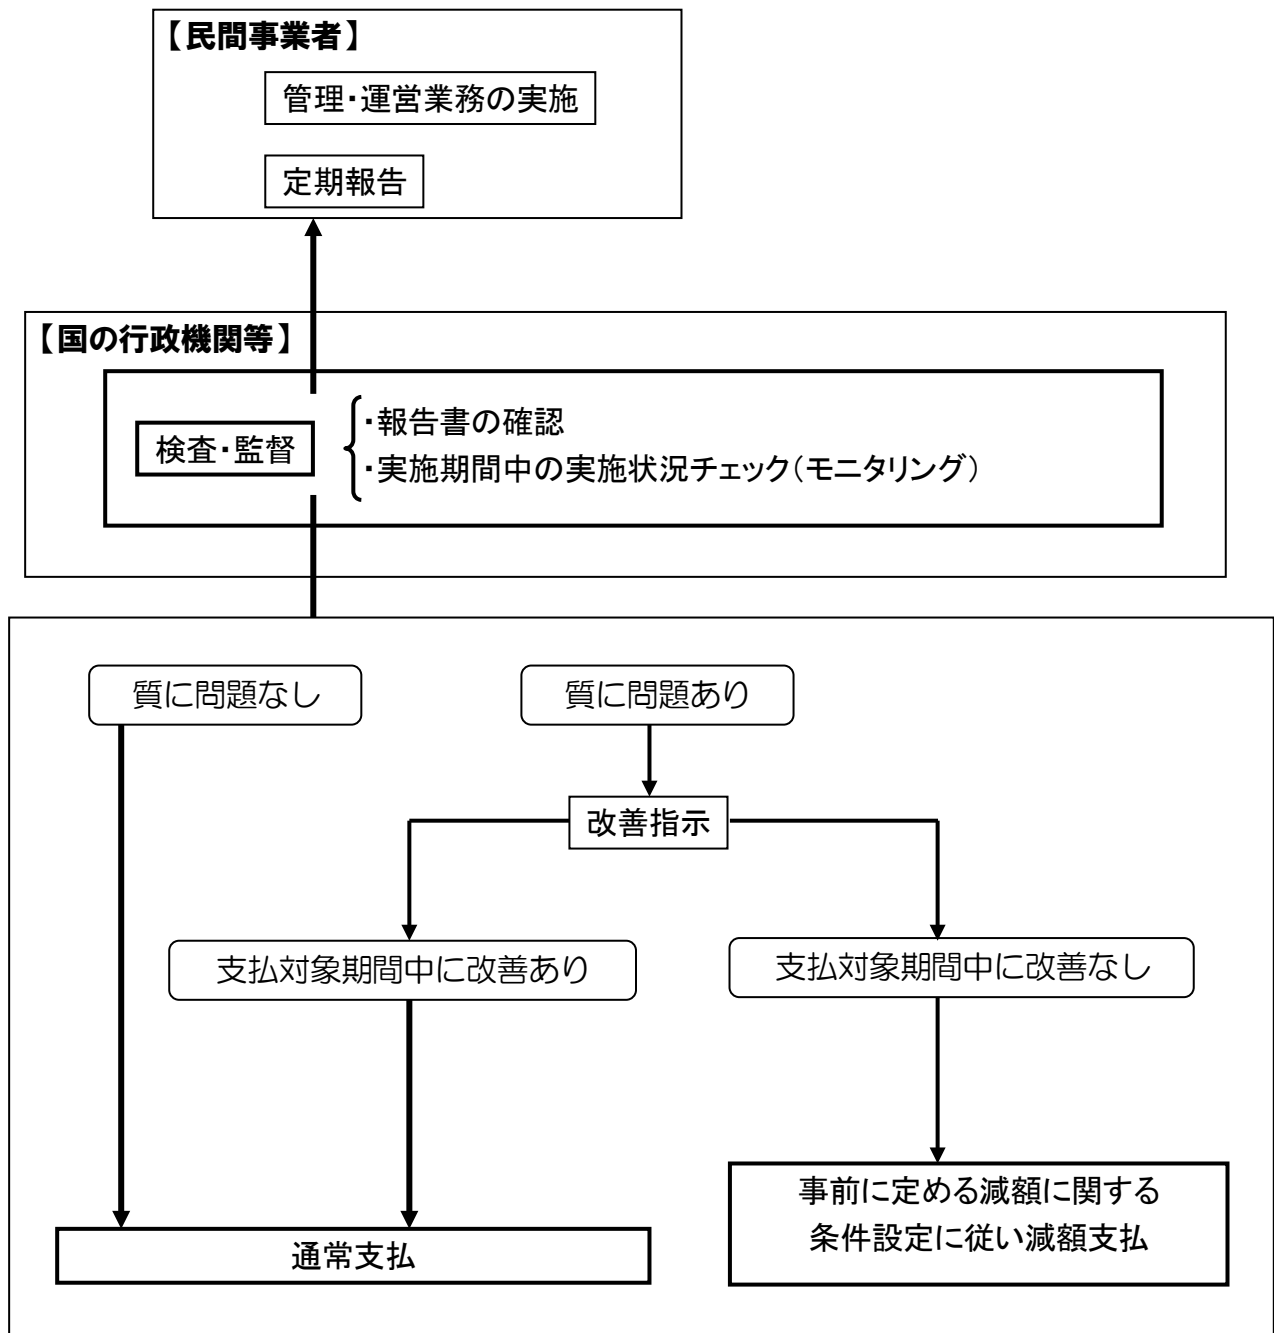 【民間事業者】
管理・運営業務の実施
定期報告
【国の行政機関等】
検査・監督
・報告書の確認
・実施期間中の実施状況チェック（モニタリング）
質に問題なし
質に問題あり
改善指示
支払対象期間中に改善あり
支払対象期間中に改善なし
事前に定める減額に関する
条件設定に従い減額支払
通常支払